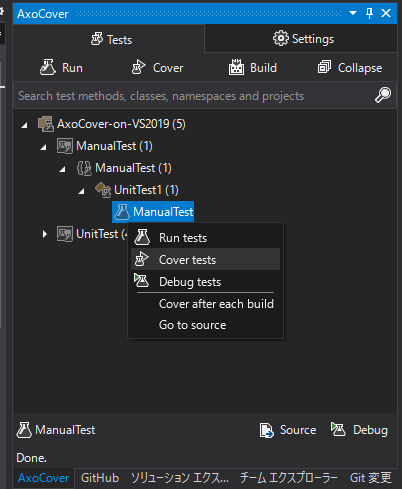 AxoCover
Tests
Settings
Run
Cover
Build
Collapse
Search test methods, classes, namespaces and projects
AxoCover-on-VS2019 (5)
ManualTest (1)
ManualTest (1)
UnitTest1 (1)
ManualTest
UnitTest (
Run tests
Cover tests
Debug tests
Cover after each build
Go to source
ManualTest
Source
Debug
Done.
AxoCover
GitHub
ソリューション エクス...
チーム エクスプローラー
Git 変更